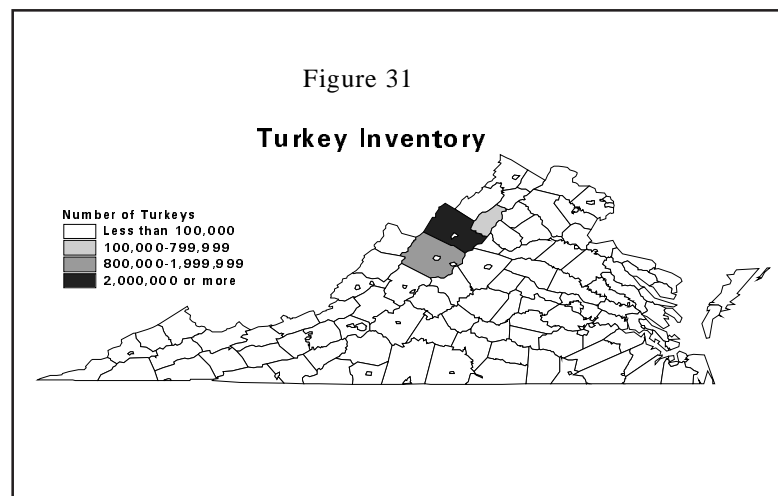 Figure 31
Turkey Inventory
Number of Turkeys
Less than 100,000
100,000-799,999
800,000-1,999,999
2,000,000 or more